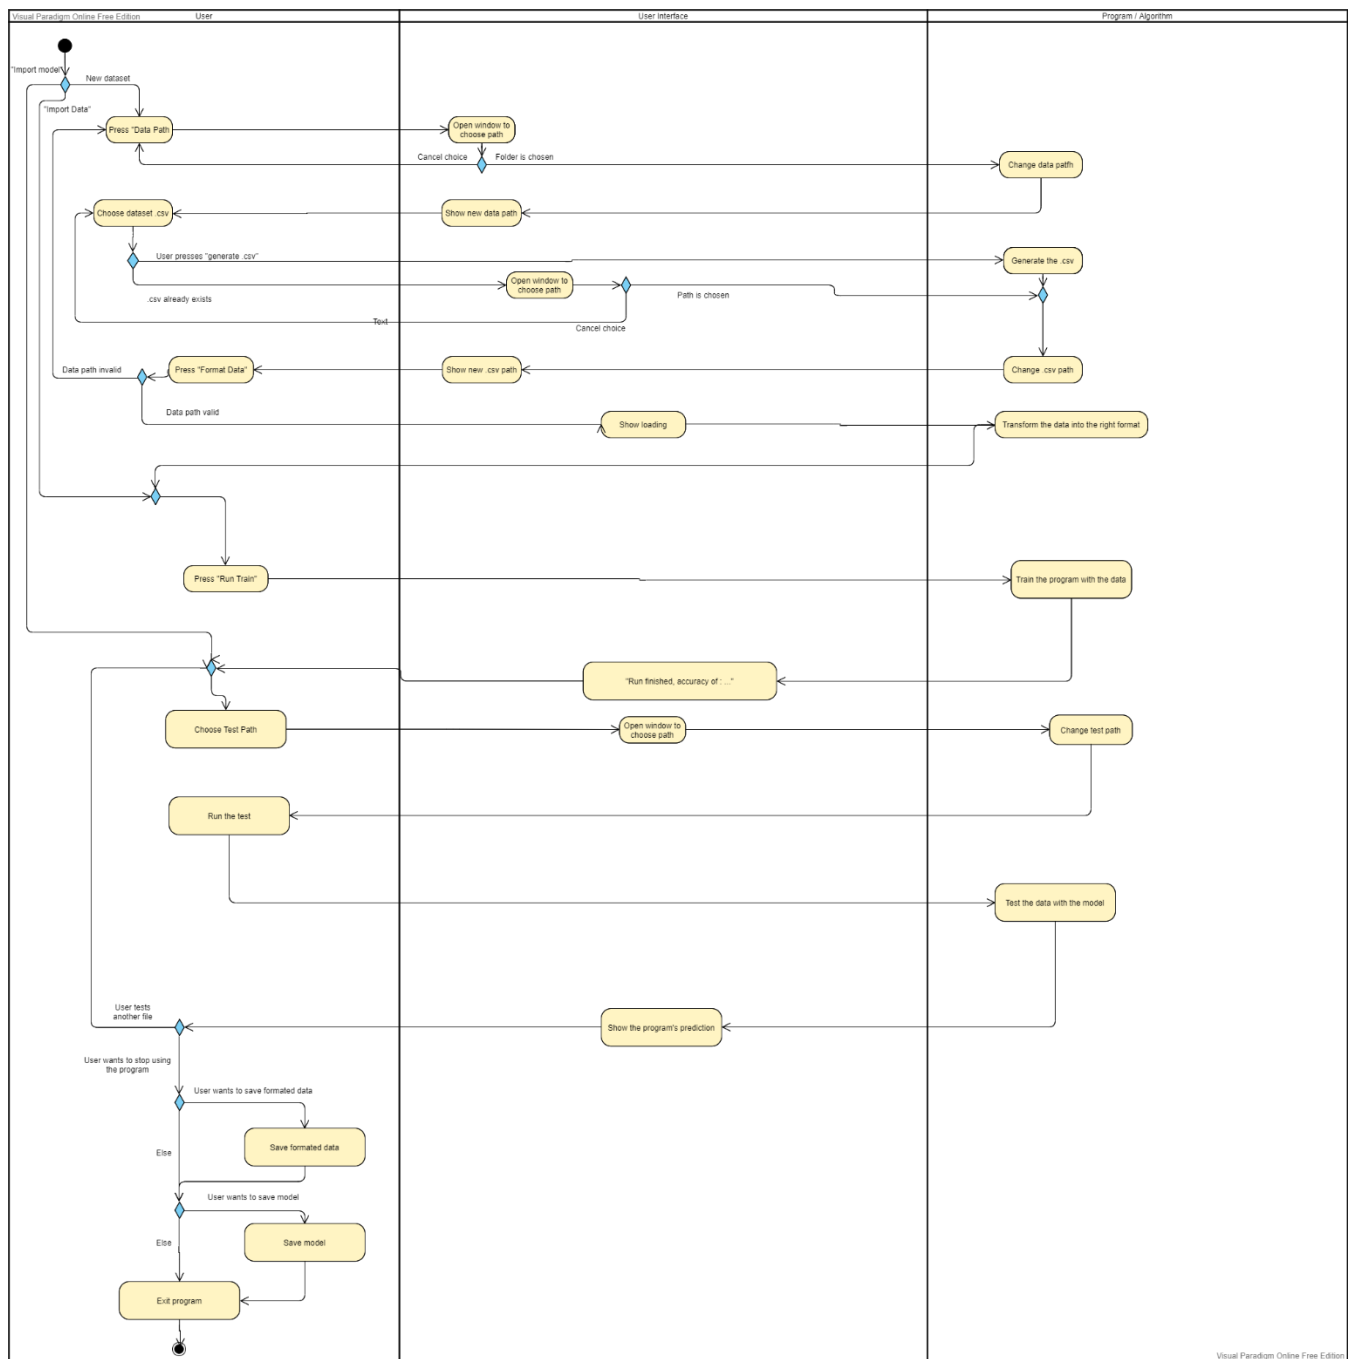 Visual Paradigm Online Free Edition
User
User Interface
Program / Algorithm
"Import model"
New dataset
"Import Data"
Press "Data Path
Open window to
choose path
Cancel choice
Folder is chosen
Change data patfh
Choose dataset .csv
Show new data path
User presses "generate .csv"
Generate the .csv
.csv already exists
Open window to
choose path
Path is chosen
Text
Cancel choice
Data path invalid
Press "Format Data"
Show new .csv path
Change .csv path
Data path valid
Show loading
Transform the data into the right format
Press "Run Train"
Train the program with the data
"Run finished, accuracy of : ..."
Choose Test Path
Open window to
choose path
Change test path
Run the test
Test the data with the model
User tests
another file
Show the program's prediction
User wants to stop using
the program
User wants to save formated data
Save formated data
Else
User wants to save model
Save model
Else
Exit program
Visual Paradigm Online Free Edition